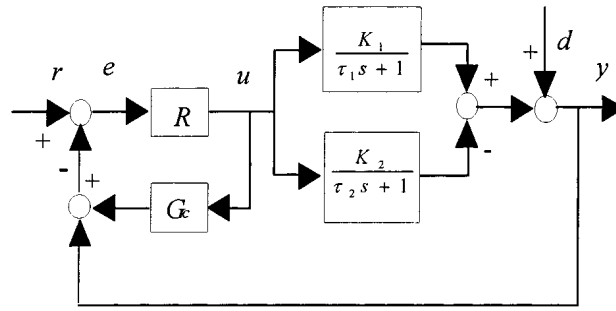 r
e
R
u
K₁
τ₁s + 1
K₂
τ₂s + 1
+
-
+
d
y
+
-
+
Gc